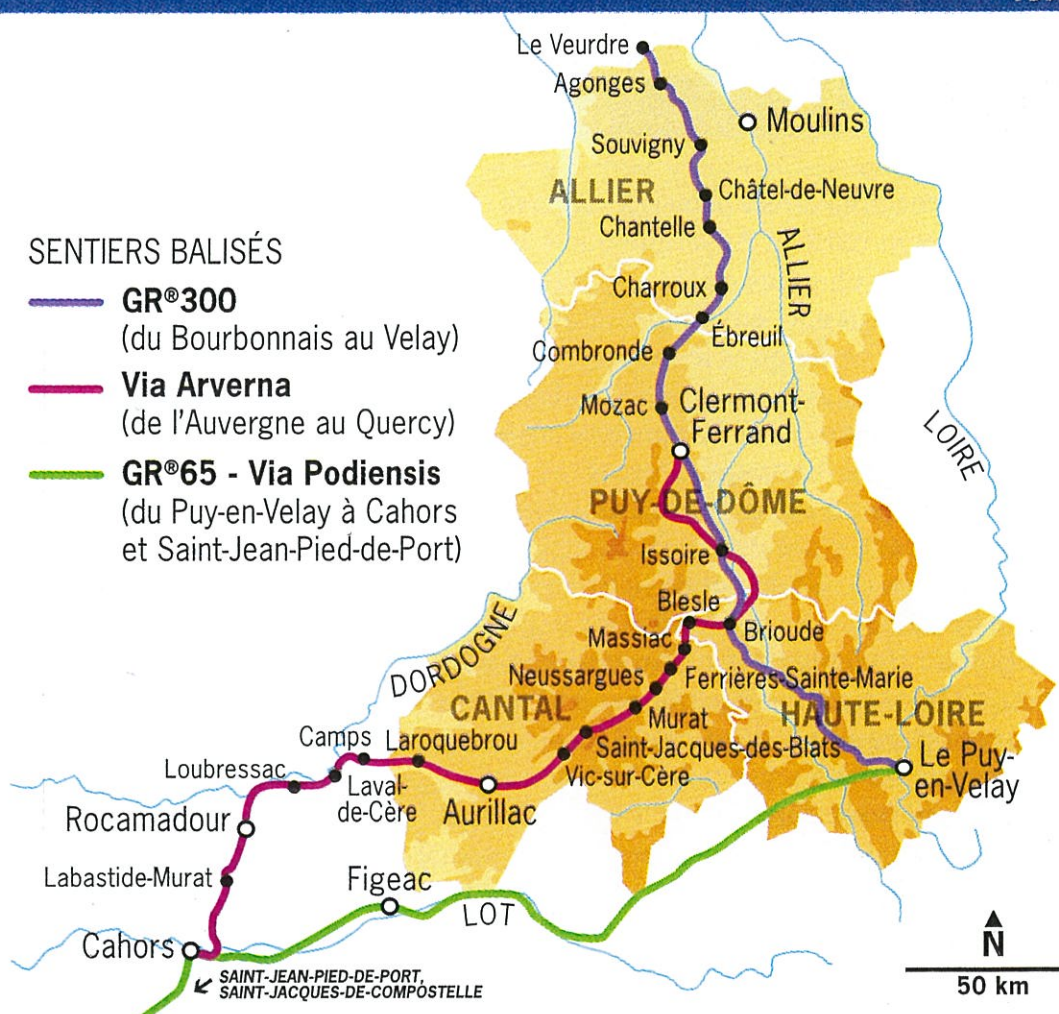 Le Veurdre
Agonges
Moulins
Souvigny
ALLIER
Châtel-de-Neuvre
Chantelle
ALLIER
SENTIERS BALISÉS
GR®300
(du Bourbonnais au Velay)
Via Arverna
(de l'Auvergne au Quercy)
GR®65 - Via Podiensis
(du Puy-en-Velay à Cahors
et Saint-Jean-Pied-de-Port)
Charroux
Ébreuil
Combronde
Mozac
Clermont-
Ferrand
LOIRE
PUY-DE-DÔME
Issoire
Blesle
Brioude
Massiac
DORDOGNE
Neussargues
Ferrières-Sainte-Marie
CANTAL
Murat
HAUTE-LOIRE
Camps
Laroquebrou
Saint-Jacques-des-Blats
Loubressac
Laval-
de-Cère
Vic-sur-Cère
Le Puy-
en-Velay
Aurillac
Rocamadour
Labastide-Murat
Figeac
LOT
Cahors
SAINT-JEAN-PIED-DE-PORT,
SAINT-JACQUES-DE-COMPOSTELLE
N
50 km